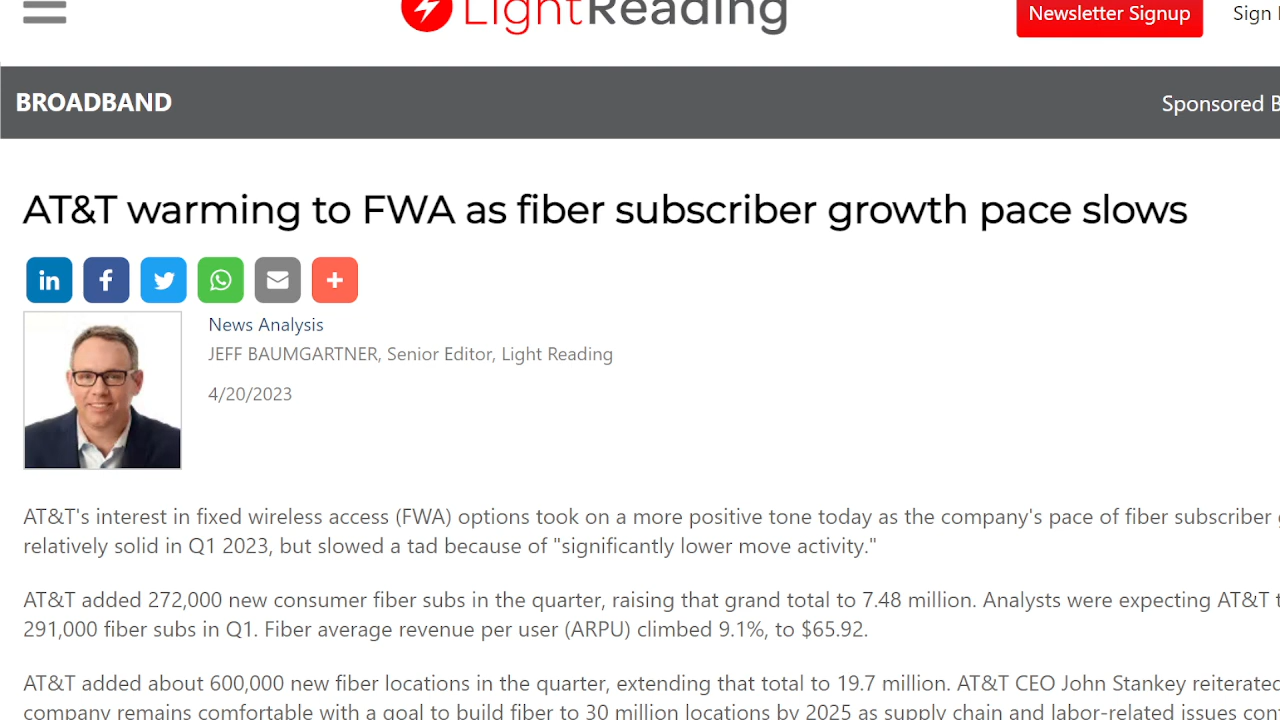 LightReading
Newsletter Signup
Sign
BROADBAND
Sponsored
AT&T warming to FWA as fiber subscriber growth pace slows
in
f
News Analysis
JEFF BAUMGARTNER, Senior Editor, Light Reading
4/20/2023
AT&T's interest in fixed wireless access (FWA) options took on a more positive tone today as the company's pace of fiber subscriber
relatively solid in Q1 2023, but slowed a tad because of "significantly lower move activity."
AT&T added 272,000 new consumer fiber subs in the quarter, raising that grand total to 7.48 million. Analysts were expecting AT&T
291,000 fiber subs in Q1. Fiber average revenue per user (ARPU) climbed 9.1%, to $65.92.
AT&T added about 600,000 new fiber locations in the quarter, extending that total to 19.7 million. AT&T CEO John Stankey reiterated
company remains comfortable with a goal to build fiber to 30 million locations by 2025 as supply chain and labor-related issues